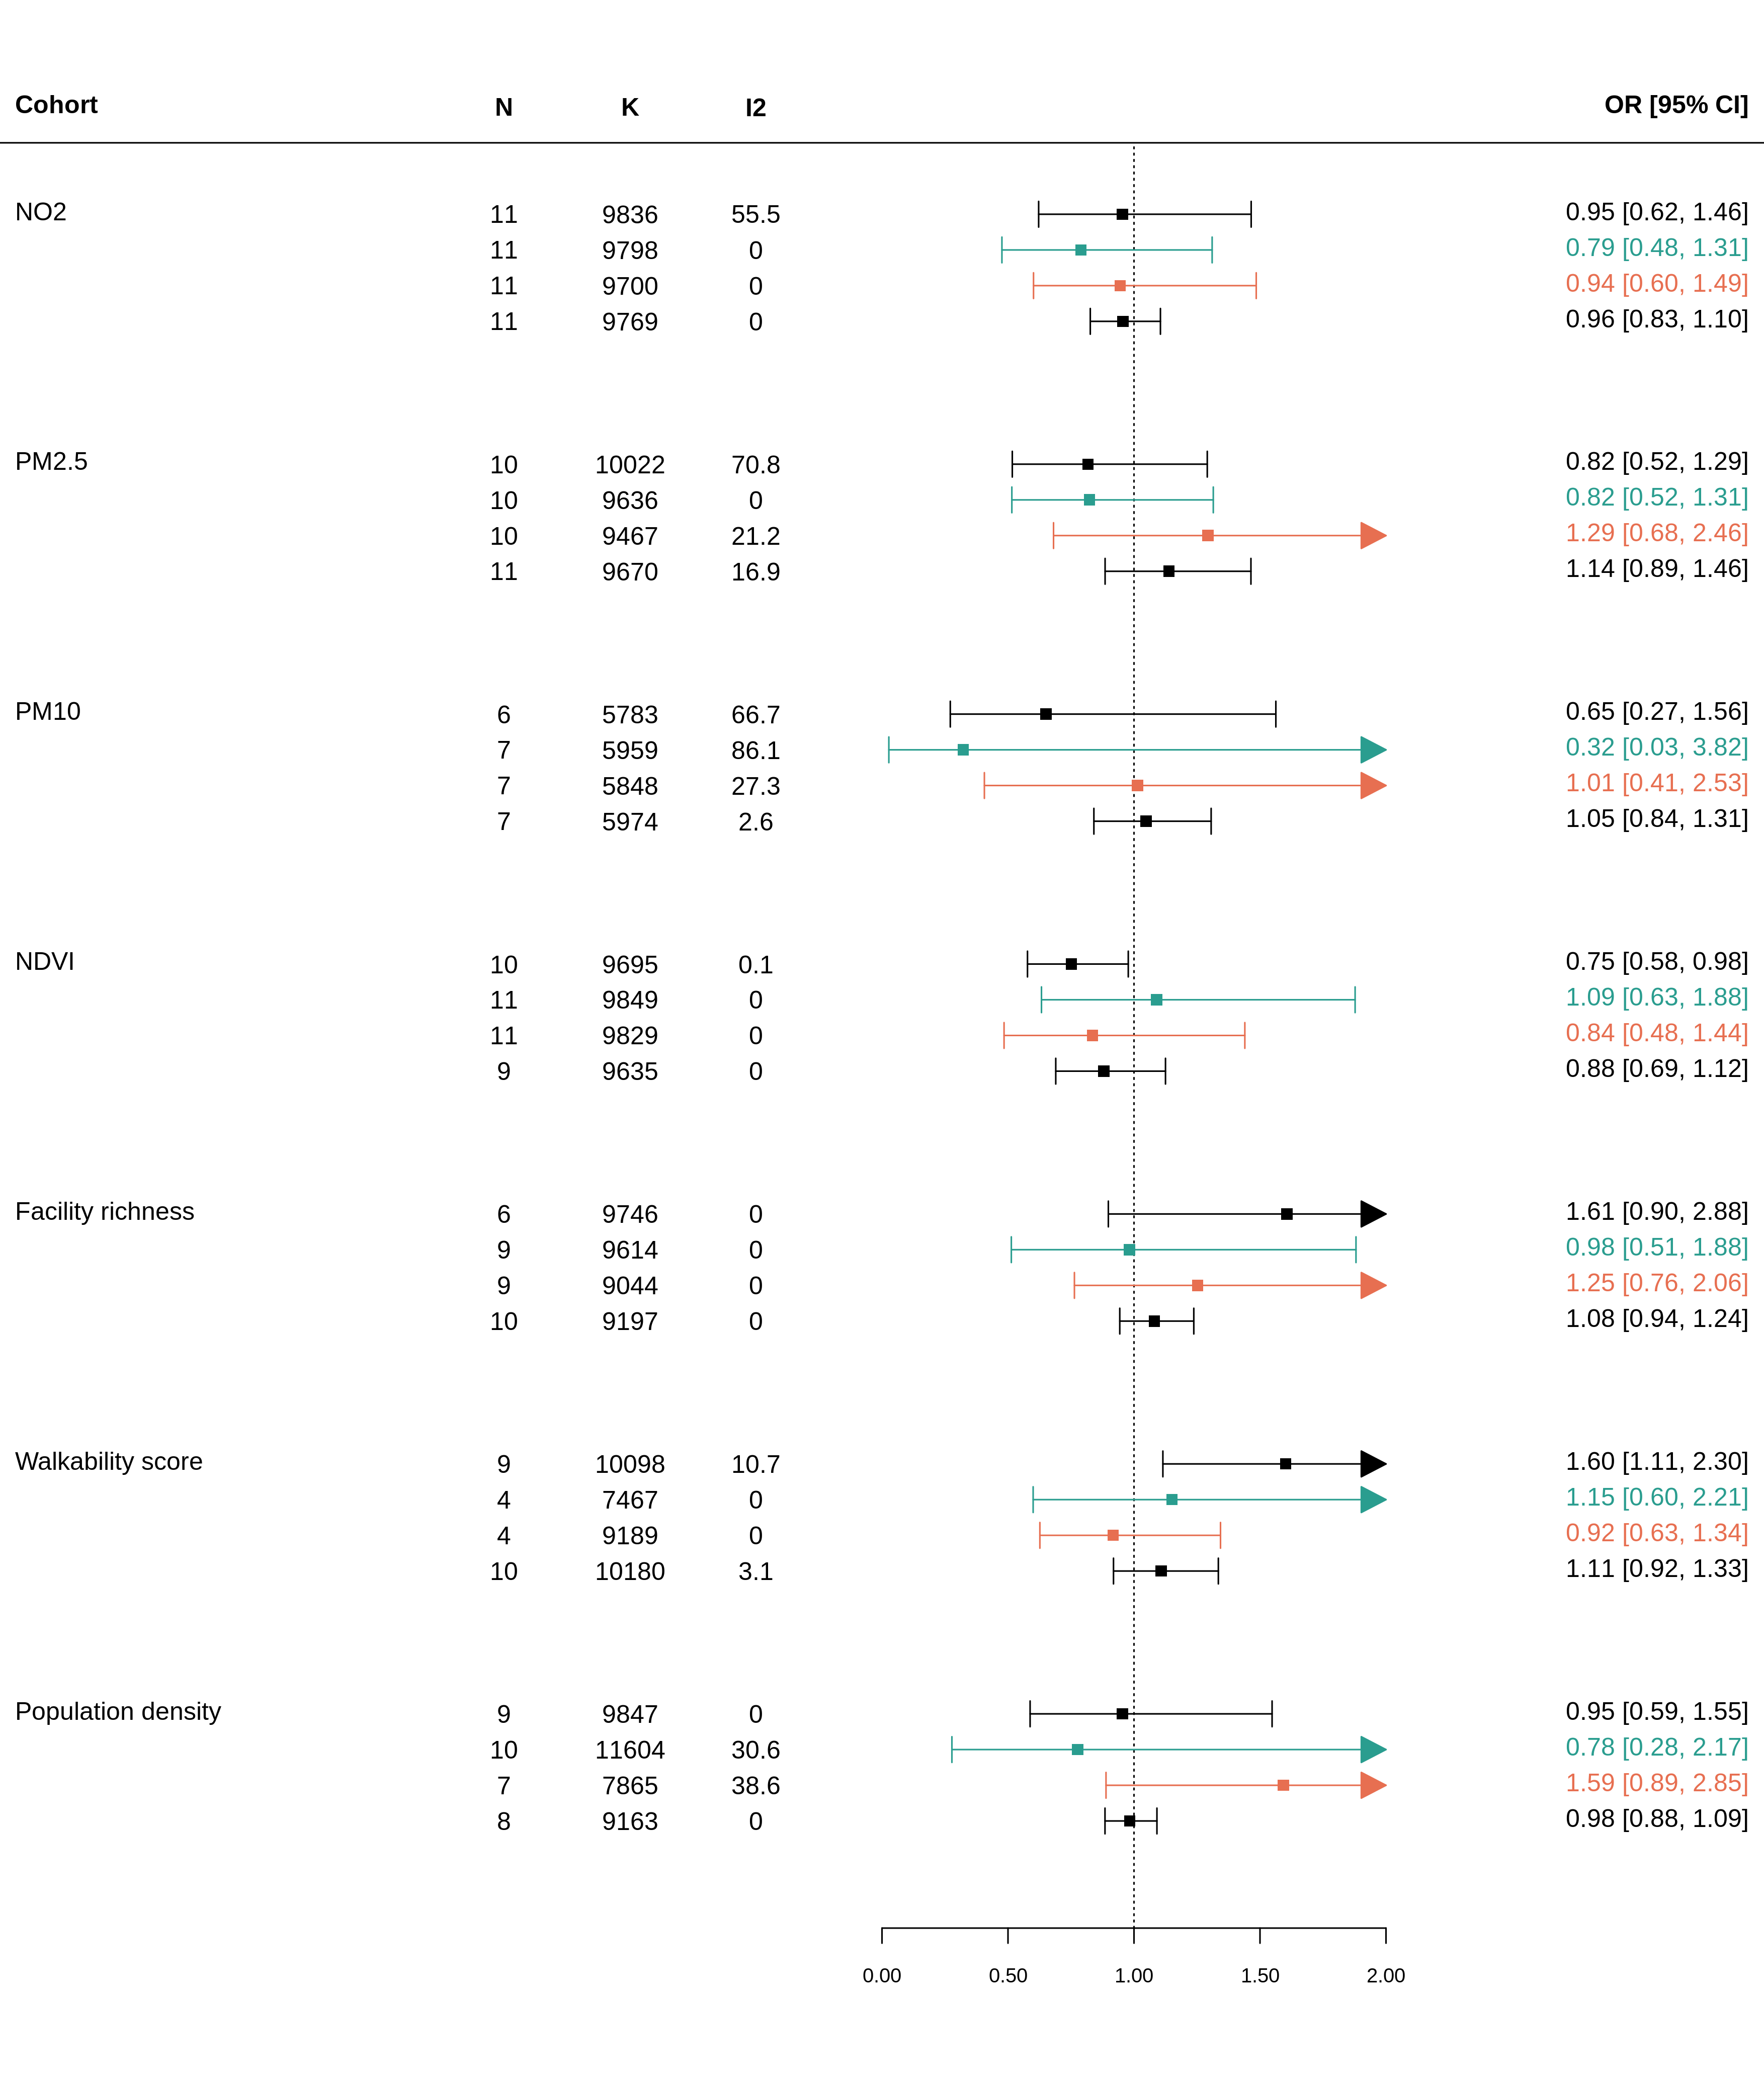 Cohort N K I2 OR [95% CI]
NO2 11 9836 55.5 0.95 [0.62, 1.46]
11 9798 0 0.79 [0.48, 1.31]
11 9700 0 0.94 [0.60, 1.49]
11 9769 0 0.96 [0.83, 1.10]
PM2.5 10 10022 70.8 0.82 [0.52, 1.29]
10 9636 0 0.82 [0.52, 1.31]
10 9467 21.2 1.29 [0.68, 2.46]
11 9670 16.9 1.14 [0.89, 1.46]
PM10 6 5783 66.7 0.65 [0.27, 1.56]
7 5959 86.1 0.32 [0.03, 3.82]
7 5848 27.3 1.01 [0.41, 2.53]
7 5974 2.6 1.05 [0.84, 1.31]
NDVI 10 9695 0.1 0.75 [0.58, 0.98]
11 9849 0 1.09 [0.63, 1.88]
11 9829 0 0.84 [0.48, 1.44]
9 9635 0 0.88 [0.69, 1.12]
Facility richness 6 9746 0 1.61 [0.90, 2.88]
9 9614 0 0.98 [0.51, 1.88]
9 9044 0 1.25 [0.76, 2.06]
10 9197 0 1.08 [0.94, 1.24]
Walkability score 9 10098 10.7 1.60 [1.11, 2.30]
4 7467 0 1.15 [0.60, 2.21]
4 9189 0 0.92 [0.63, 1.34]
10 10180 3.1 1.11 [0.92, 1.33]
Population density 9 9847 0 0.95 [0.59, 1.55]
10 11604 30.6 0.78 [0.28, 2.17]
7 7865 38.6 1.59 [0.89, 2.85]
8 9163 0 0.98 [0.88, 1.09]
0.00 0.50 1.00 1.50 2.00